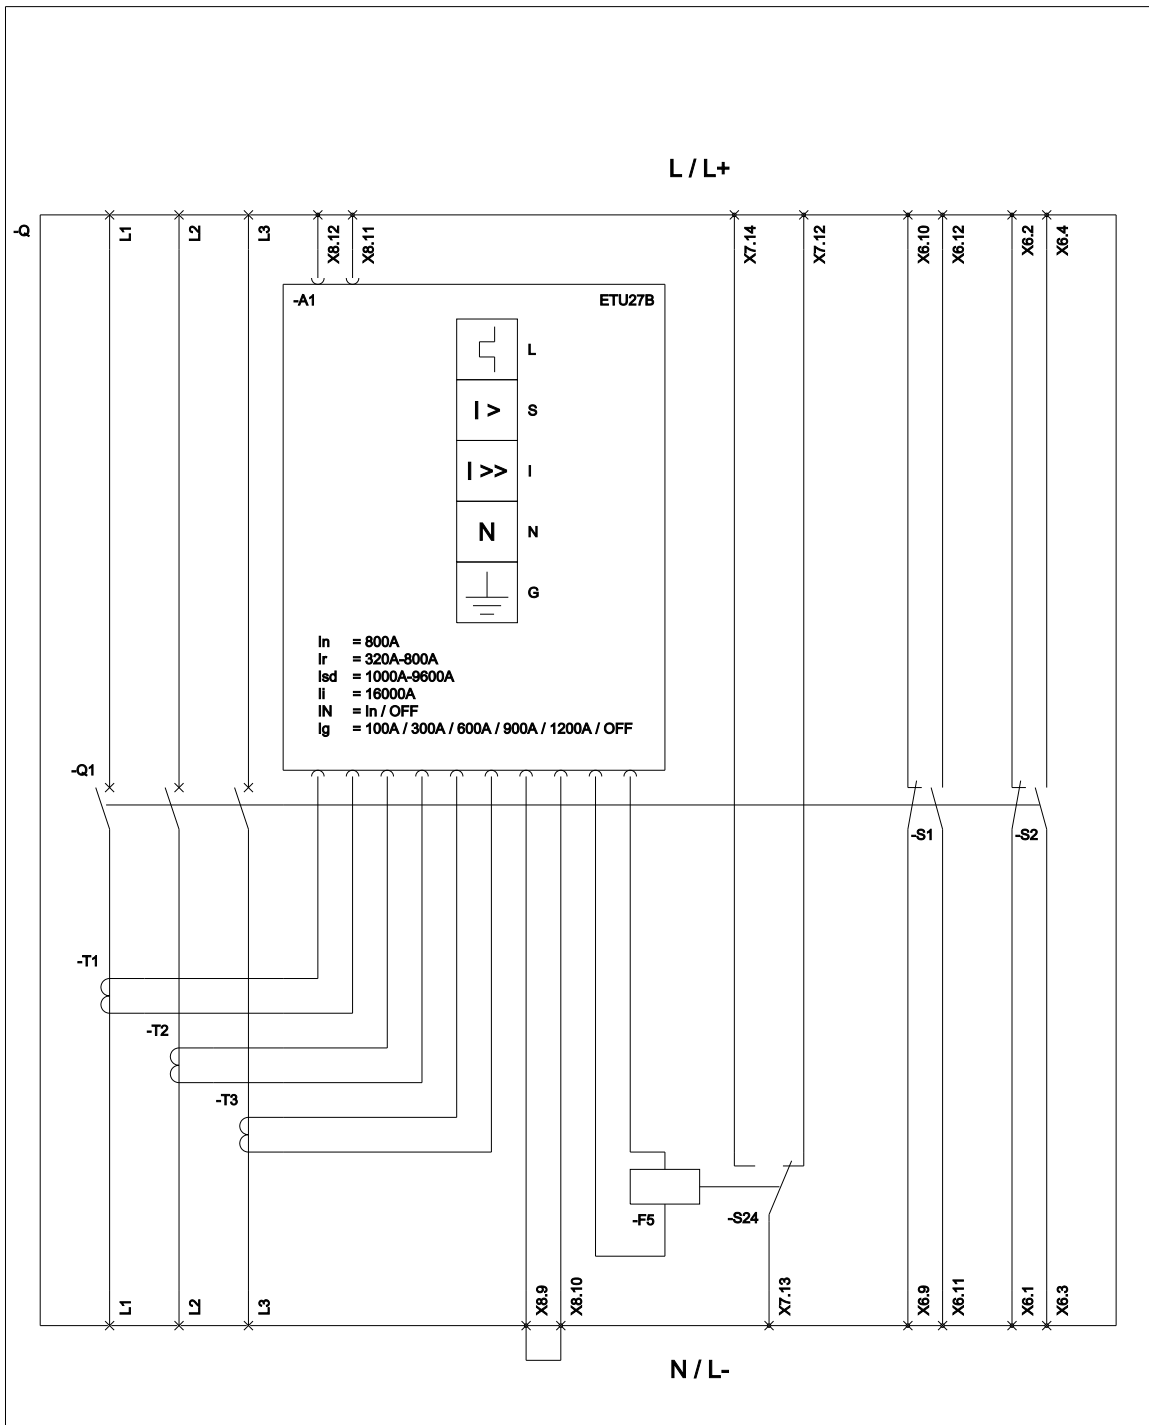 L / L+
-Q
L1
L2
L3
X8.12
X8.11
X7.14
X7.12
X6.10
X6.12
X6.2
X6.4
-A1
ETU27B
L
I >
S
I >>
I
N
N
G
In = 800A
Ir = 320A-800A
Isd = 1000A-9600A
Ii = 16000A
IN = In / OFF
Ig = 100A / 300A / 600A / 900A / 1200A / OFF
-Q1
-S1
-S2
-T1
-T2
-T3
-F5
-S24
L1
L2
L3
X8.9
X8.10
X7.13
X6.9
X6.11
X6.1
X6.3
N / L-